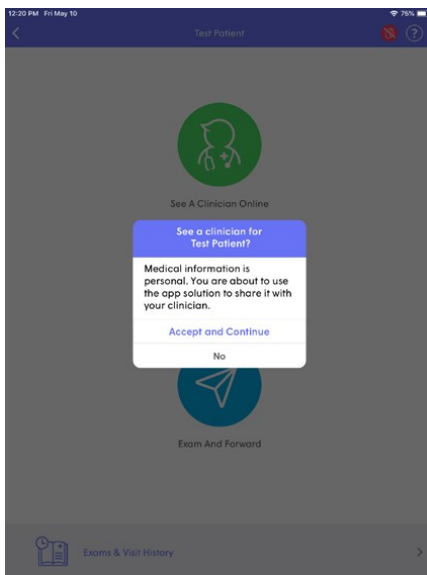 12:20 PM Fri May 10
75%
Test Patient
?
See A Clinician Online
See a clinician for
Test Patient?
Medical information is
personal. You are about to use
the app solution to share it with
your clinician.
Accept and Continue
No
Exam And Forward
Exams & Visit History